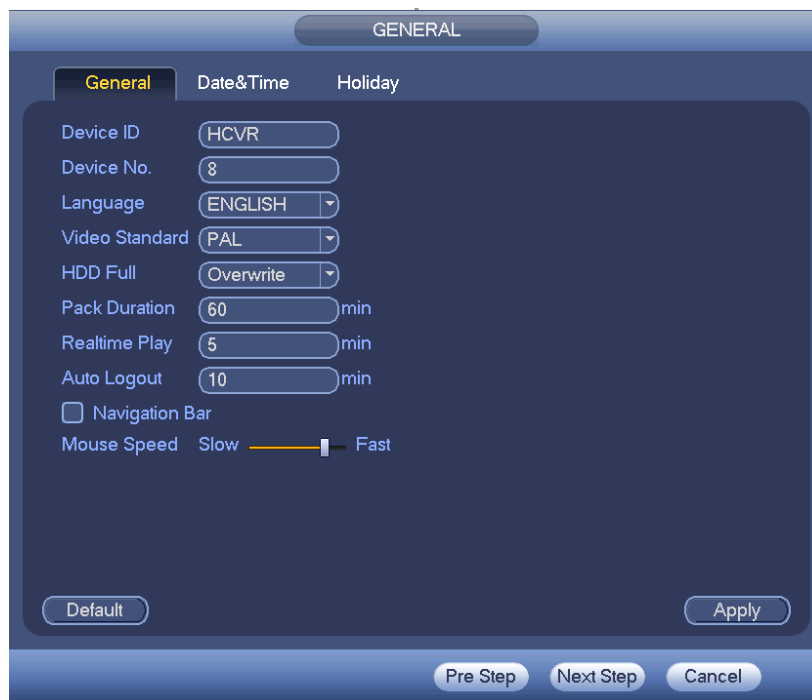 GENERAL
General Date&Time Holiday
Device ID HCVR
Device No. 8
Language ENGLISH
Video Standard PAL
HDD Full Overwrite
Pack Duration 60 min
Realtime Play 5 min
Auto Logout 10 min
Navigation Bar
Mouse Speed Slow Fast
Default Apply
Pre Step Next Step Cancel